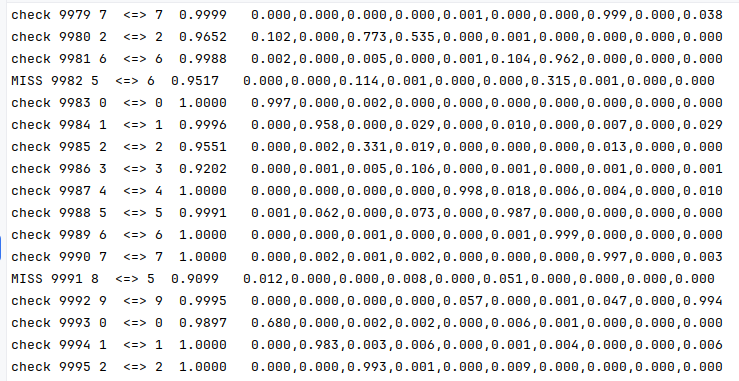 check 9979 7  <=> 7  0.9999   0.000,0.000,0.000,0.000,0.001,0.000,0.000,0.999,0.000,0.038
check 9980 2  <=> 2  0.9652   0.102,0.000,0.773,0.535,0.000,0.001,0.000,0.000,0.000,0.000
check 9981 6  <=> 6  0.9988   0.002,0.000,0.005,0.000,0.001,0.104,0.962,0.000,0.000,0.000
MISS 9982 5  <=> 6  0.9517   0.000,0.000,0.114,0.001,0.000,0.000,0.315,0.001,0.000,0.000
check 9983 0  <=> 0  1.0000   0.997,0.000,0.002,0.000,0.000,0.000,0.000,0.000,0.000,0.000
check 9984 1  <=> 1  0.9996   0.000,0.958,0.000,0.029,0.000,0.010,0.000,0.007,0.000,0.029
check 9985 2  <=> 2  0.9551   0.000,0.002,0.331,0.019,0.000,0.000,0.000,0.013,0.000,0.000
check 9986 3  <=> 3  0.9202   0.000,0.001,0.005,0.106,0.000,0.001,0.000,0.001,0.000,0.001
check 9987 4  <=> 4  1.0000   0.000,0.000,0.000,0.000,0.998,0.018,0.006,0.004,0.000,0.010
check 9988 5  <=> 5  0.9991   0.001,0.062,0.000,0.073,0.000,0.987,0.000,0.000,0.000,0.000
check 9989 6  <=> 6  1.0000   0.000,0.000,0.001,0.000,0.000,0.001,0.999,0.000,0.000,0.000
check 9990 7  <=> 7  1.0000   0.000,0.002,0.001,0.002,0.000,0.000,0.000,0.997,0.000,0.003
MISS 9991 8  <=> 5  0.9099   0.012,0.000,0.000,0.008,0.000,0.051,0.000,0.000,0.000,0.000
check 9992 9  <=> 9  0.9995   0.000,0.000,0.000,0.000,0.057,0.000,0.001,0.047,0.000,0.994
check 9993 0  <=> 0  0.9897   0.680,0.000,0.002,0.002,0.000,0.006,0.001,0.000,0.000,0.000
check 9994 1  <=> 1  1.0000   0.000,0.983,0.003,0.006,0.000,0.001,0.004,0.000,0.000,0.006
check 9995 2  <=> 2  1.0000   0.000,0.000,0.993,0.001,0.000,0.009,0.000,0.000,0.000,0.000